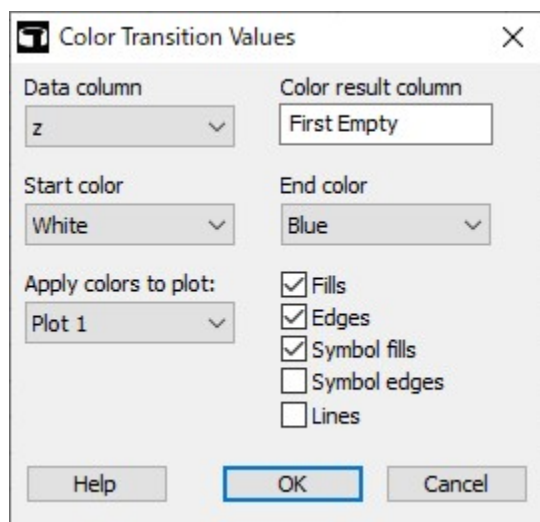 Color Transition Values
Data column
Color result column
z
First Empty
Start color
End color
White
Blue
Apply colors to plot:
Plot 1
Fills
Edges
Symbol fills
Symbol edges
Lines
Help
OK
Cancel